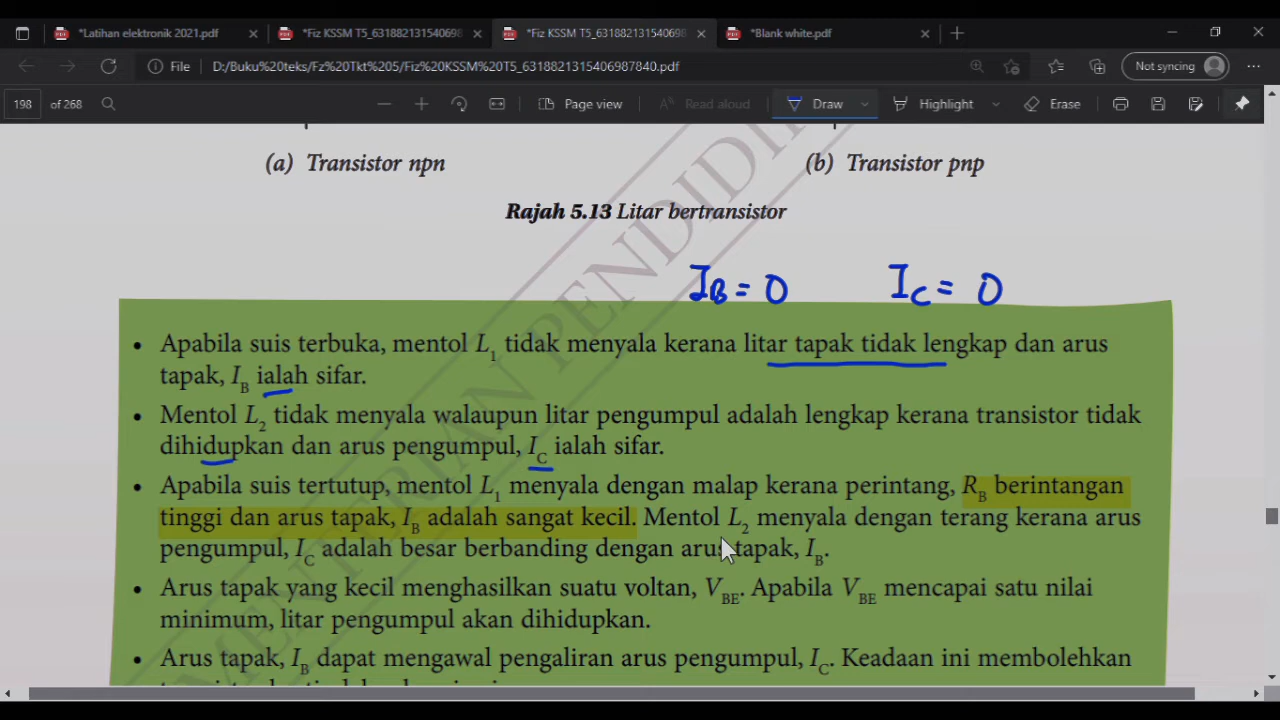 *Latihan elektronik 2021.pdf
*Fiz KSSM T5_631882131540698
*Fiz KSSM T5_631882131540698
*Blank white.pdf
File
D:/Buku%20teks/Fz%20Tkt%205/Fiz%20KSSM%20T5_6318821315406987840.pdf
Not syncing
198 of 268
Page view
Read aloud
Draw
Highlight
Erase
(a) Transistor npn
(b) Transistor pnp
Rajah 5.13 Litar bertransistor
IB = 0 IC = 0
• Apabila suis terbuka, mentol L1 tidak menyala kerana litar tapak tidak lengkap dan arus
tapak, IB ialah sifar.
• Mentol L2 tidak menyala walaupun litar pengumpul adalah lengkap kerana transistor tidak
dihidupkan dan arus pengumpul, IC ialah sifar.
• Apabila suis tertutup, mentol L1 menyala dengan malap kerana perintang, RB berintangan
tinggi dan arus tapak, IB adalah sangat kecil. Mentol L2 menyala dengan terang kerana arus
pengumpul, IC adalah besar berbanding dengan arus tapak, IB.
• Arus tapak yang kecil menghasilkan suatu voltan, VBE. Apabila VBE mencapai satu nilai
minimum, litar pengumpul akan dihidupkan.
• Arus tapak, IB dapat mengawal pengaliran arus pengumpul, IC. Keadaan ini membolehkan
KEMENTERIAN PENDIDIK